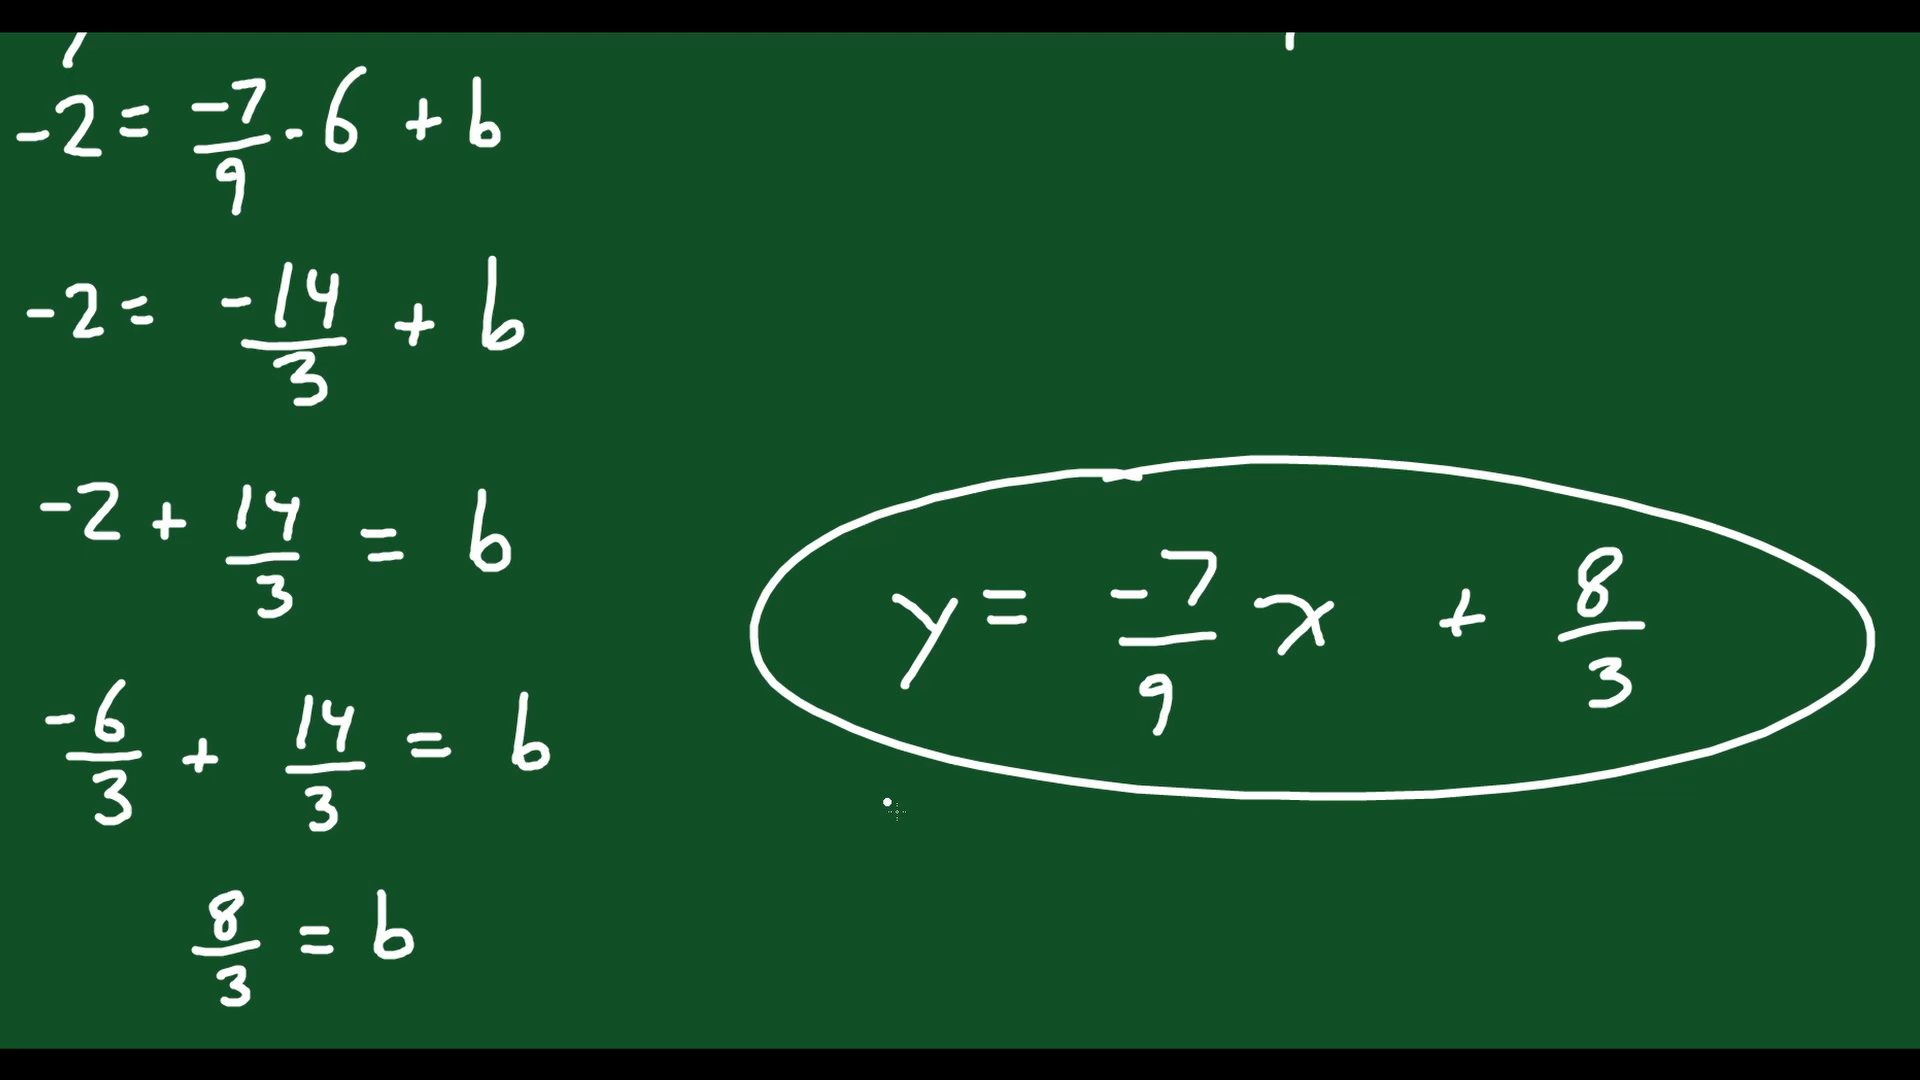 -2 = -7/9 · 6 + b
-2 = -14/3 + b
-2 + 14/3 = b
-6/3 + 14/3 = b
8/3 = b
y = -7/9 x + 8/3